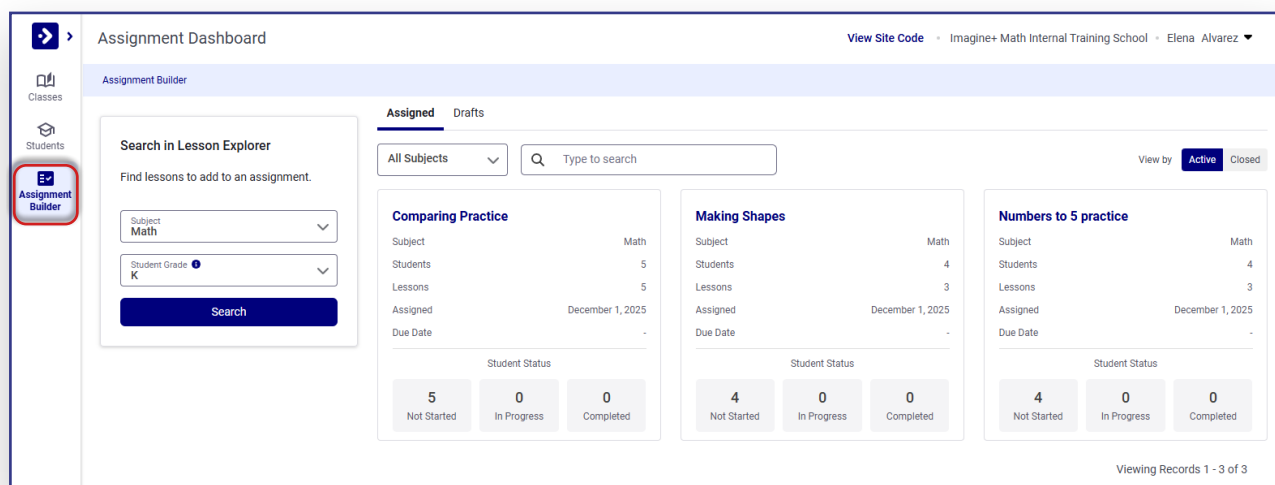 Assignment Dashboard
View Site Code • Imagine+ Math Internal Training School • Elena Alvarez
Classes
Students
Assignment
Builder
Assignment Builder
Search in Lesson Explorer
Find lessons to add to an assignment.
Subject
Math
Student Grade
K
Search
Assigned Drafts
All Subjects
Type to search
View by Active Closed
Comparing Practice
Subject Math
Students 5
Lessons 5
Assigned December 1, 2025
Due Date -
Student Status
5 0 0
Not Started In Progress Completed
Making Shapes
Subject Math
Students 4
Lessons 3
Assigned December 1, 2025
Due Date -
Student Status
4 0 0
Not Started In Progress Completed
Numbers to 5 practice
Subject Math
Students 4
Lessons 3
Assigned December 1, 2025
Due Date -
Student Status
4 0 0
Not Started In Progress Completed
Viewing Records 1 - 3 of 3